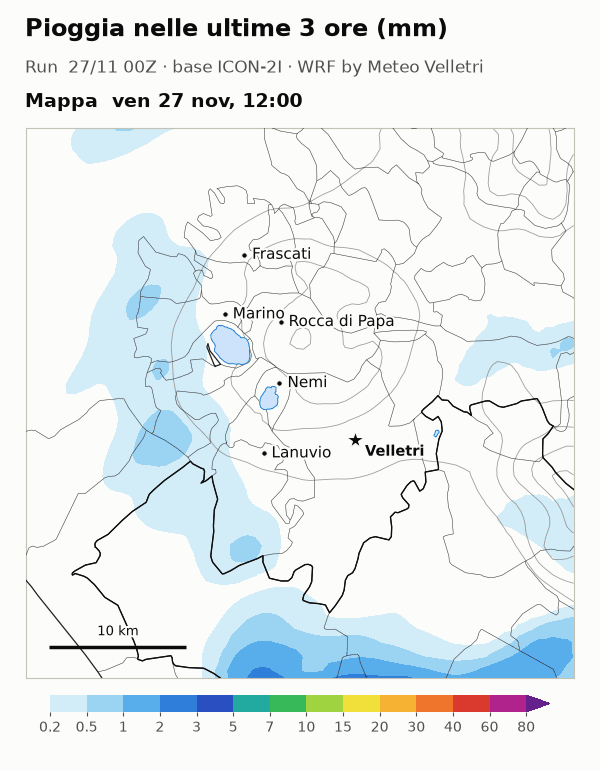 Pioggia nelle ultime 3 ore (mm)
Run  27/11 00Z · base ICON-2I · WRF by Meteo Velletri
Mappa  ven 27 nov, 12:00
Frascati
Marino
Rocca di Papa
Nemi
Velletri
Lanuvio
10 km
0.2 0.5 1 2 3 5 7 10 15 20 30 40 60 80